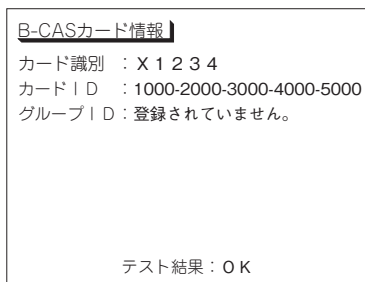 B-CASカード情報
カード識別 ：X1234
カードID ：1000-2000-3000-4000-5000
グループID：登録されていません。
テスト結果：OK